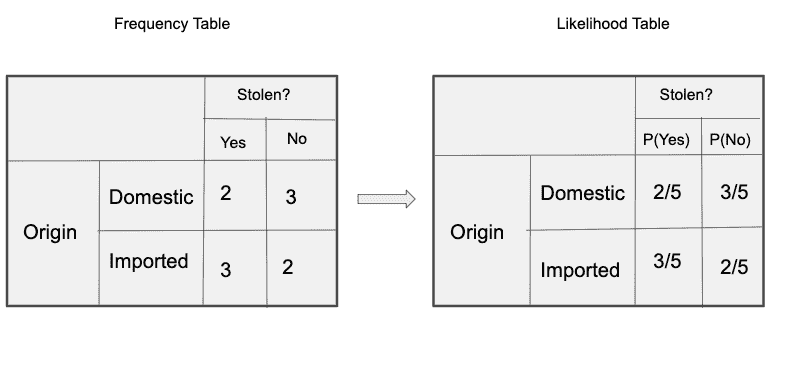 Frequency Table
Stolen?
Yes No
Origin
Domestic 2 3
Imported 3 2
Likelihood Table
Stolen?
P(Yes) P(No)
Origin
Domestic 2/5 3/5
Imported 3/5 2/5